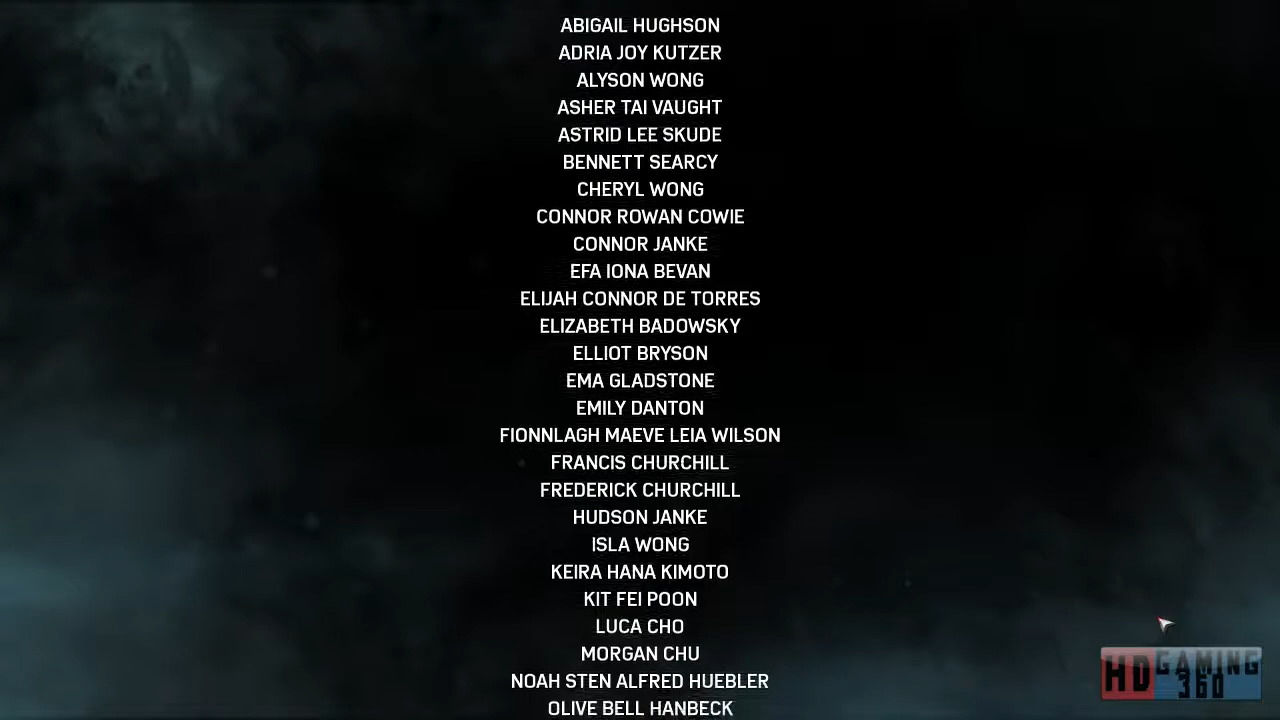 ABIGAIL HUGHSON
ADRIA JOY KUTZER
ALYSON WONG
ASHER TAI VAUGHT
ASTRID LEE SKUDE
BENNETT SEARCY
CHERYL WONG
CONNOR ROWAN COWIE
CONNOR JANKE
EFA IONA BEVAN
ELIJAH CONNOR DE TORRES
ELIZABETH BADOWSKY
ELLIOT BRYSON
EMA GLADSTONE
EMILY DANTON
FIONNLAGH MAEVE LEIA WILSON
FRANCIS CHURCHILL
FREDERICK CHURCHILL
HUDSON JANKE
ISLA WONG
KEIRA HANA KIMOTO
KIT FEI POON
LUCA CHO
MORGAN CHU
NOAH STEN ALFRED HUEBLER
OLIVE BELL HANBECK
HD GAMING
360